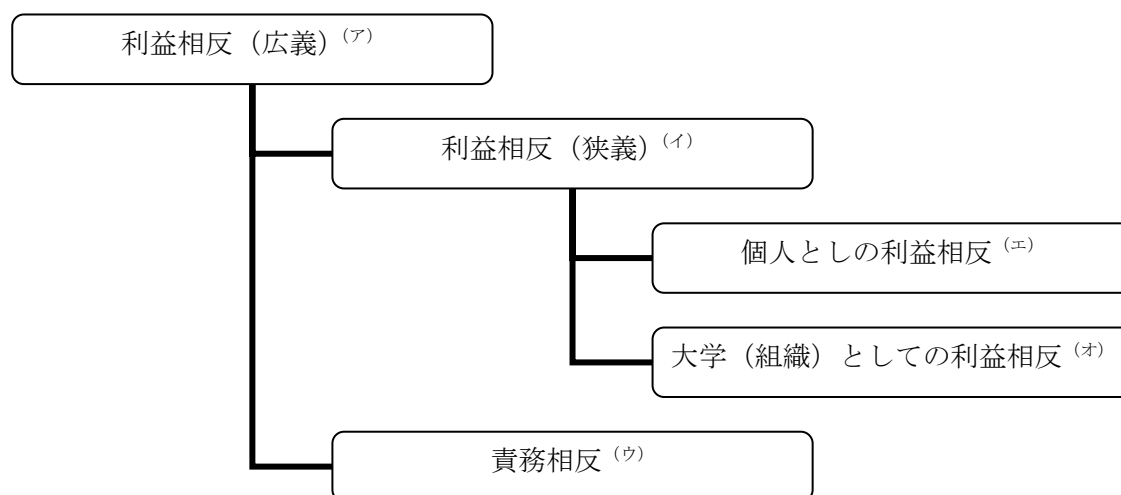 利益相反（広義）（ア）
利益相反（狭義）（イ）
個人としの利益相反（エ）
大学（組織）としての利益相反（オ）
責務相反（ウ）